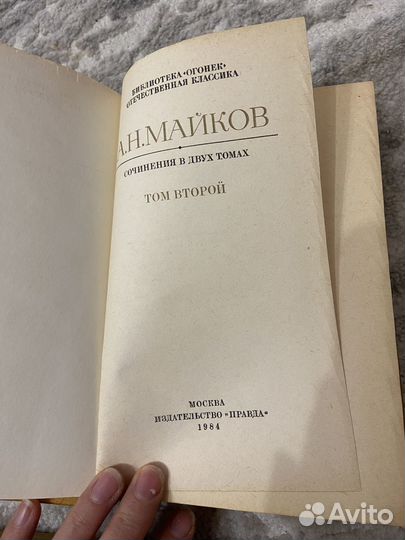 БИБЛИОТЕКА «ОГОНЕК»
ОТЕЧЕСТВЕННАЯ КЛАССИКА
А.Н.МАЙКОВ
СОЧИНЕНИЯ В ДВУХ ТОМАХ
ТОМ ВТОРОЙ
МОСКВА
ИЗДАТЕЛЬСТВО «ПРАВДА»
1984
Avito